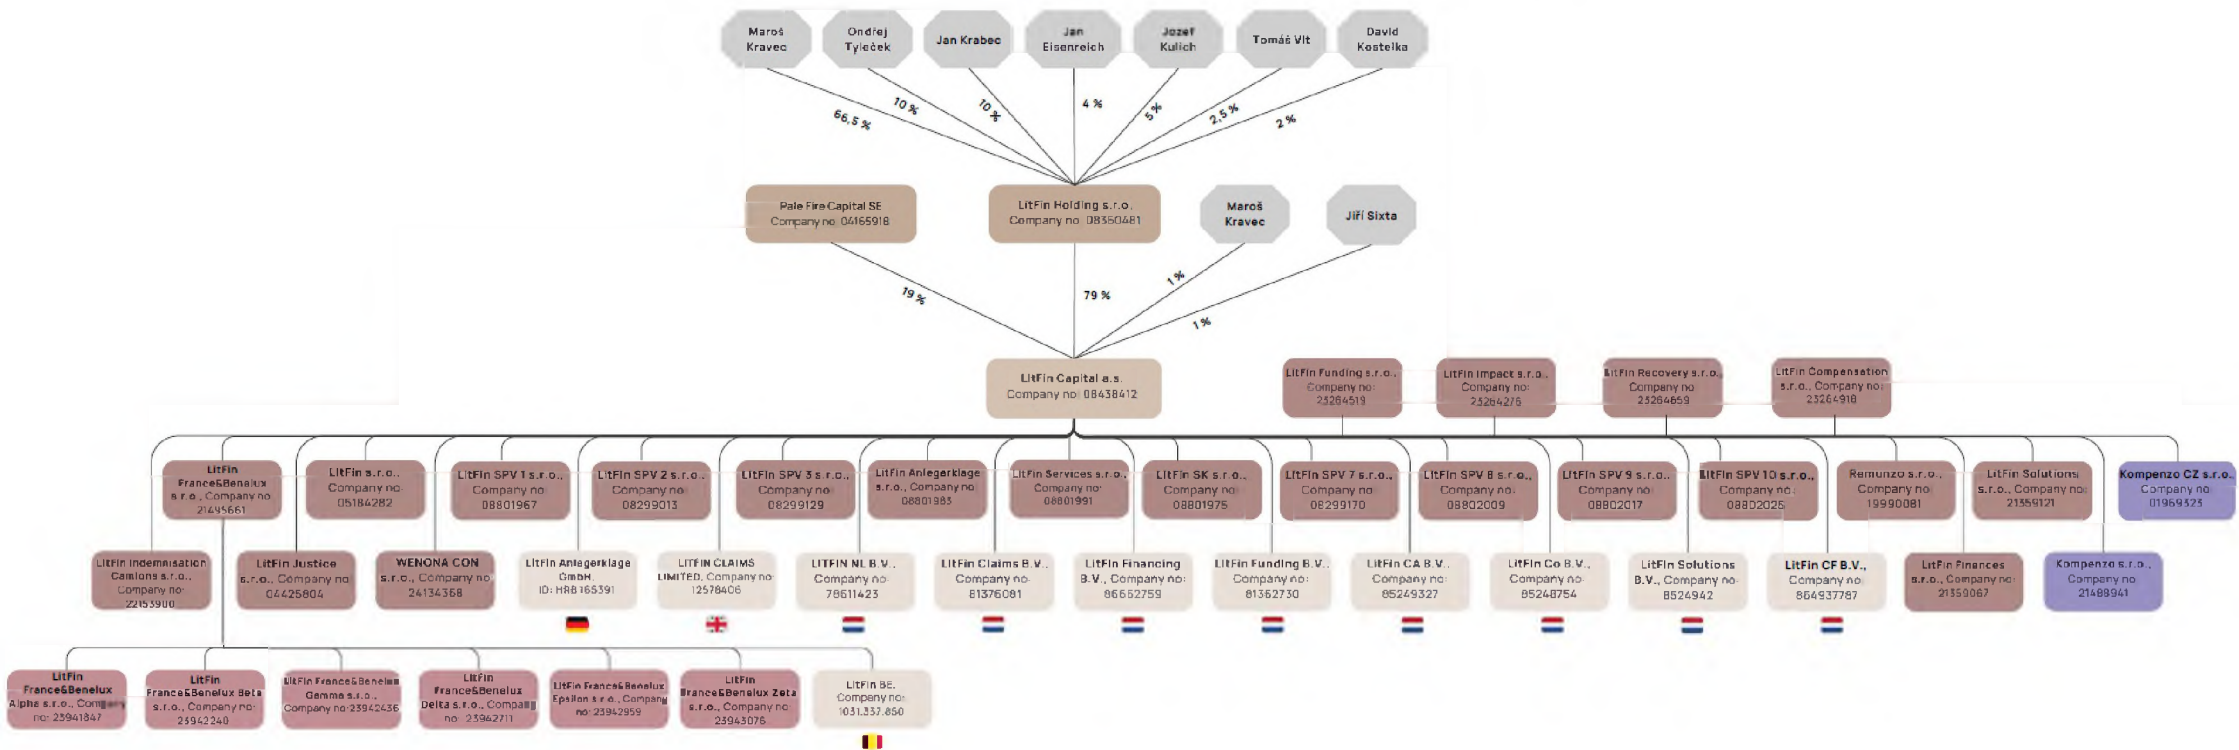 Maroš
Kravec
Ondřej
Tyleček
Jan Krabec
Jan
Eisenreich
Jozef
Kulich
Tomáš Vlt
David
Kostelka
66,5 %
10 %
10 %
4 %
5 %
2,5 %
2 %
Pale Fire Capital SE
Company no: 04165918
LitFin Holding s.r.o.,
Company no: 08350481
Maroš
Kravec
Jiří Sixta
19 %
79 %
1 %
1 %
LitFin Capital a.s.
Company no: 08438412
LitFin Funding s.r.o.,
Company no:
23264519
LitFin Impact s.r.o.,
Company no:
23264276
LitFin Recovery s.r.o.,
Company no:
23264659
LitFin Compensation
s.r.o., Company no:
23264918
LitFin
France&Benelux
s.r.o., Company no:
21495661
LitFin s.r.o.,
Company no:
05184282
LitFin SPV 1 s.r.o.,
Company no:
08801967
LitFin SPV 2 s.r.o.,
Company no:
08299013
LitFin SPV 3 s.r.o.,
Company no:
08299129
LitFin Anlegerklage
s.r.o., Company no:
08801983
LitFin Services s.r.o.,
Company no:
08801991
LitFin SK s.r.o.,
Company no:
08801975
LitFin SPV 7 s.r.o.,
Company no:
08299170
LitFin SPV 8 s.r.o.,
Company no:
08802009
LitFin SPV 9 s.r.o.,
Company no:
08802017
LitFin SPV 10 s.r.o.,
Company no:
08802025
Remunzo s.r.o.,
Company no:
19990081
LitFin Solutions
s.r.o., Company no:
21359121
Kompenzo CZ s.r.o.
Company no:
01969323
LitFin Indemnisation
Camions s.r.o.,
Company no:
22153900
LitFin Justice
s.r.o., Company no:
04425804
WENONA CON
s.r.o., Company no:
24134368
LitFin Anlegerklage
GmbH,
ID: HRB 165391
LITFIN CLAIMS
LIMITED, Company no:
12578406
LITFIN NL B.V.,
Company no:
78611423
LitFin Claims B.V.,
Company no:
81376081
LitFin Financing
B.V., Company no:
86652759
LitFin Funding B.V.,
Company no:
81362730
LitFin CA B.V.,
Company no:
85249327
LitFin Co B.V.,
Company no:
85248754
LitFin Solutions
B.V., Company no:
8524942
LitFin CF B.V.,
Company no:
864937787
LitFin Finances
s.r.o., Company no:
21359067
Kompenzo s.r.o.,
Company no:
21488941
LitFin
France&Benelux
Alpha s.r.o., Company
no: 23941847
LitFin
France&Benelux Beta
s.r.o., Company no:
23942240
LitFin France&Benelux
Gamma s.r.o.,
Company no: 23942436
LitFin
France&Benelux
Delta s.r.o., Company
no: 23942711
LitFin France&Benelux
Epsilon s.r.o., Company
no: 23942959
LitFin
France&Benelux Zeta
s.r.o., Company no:
23943076
LitFin BE,
Company no:
1031.337.850